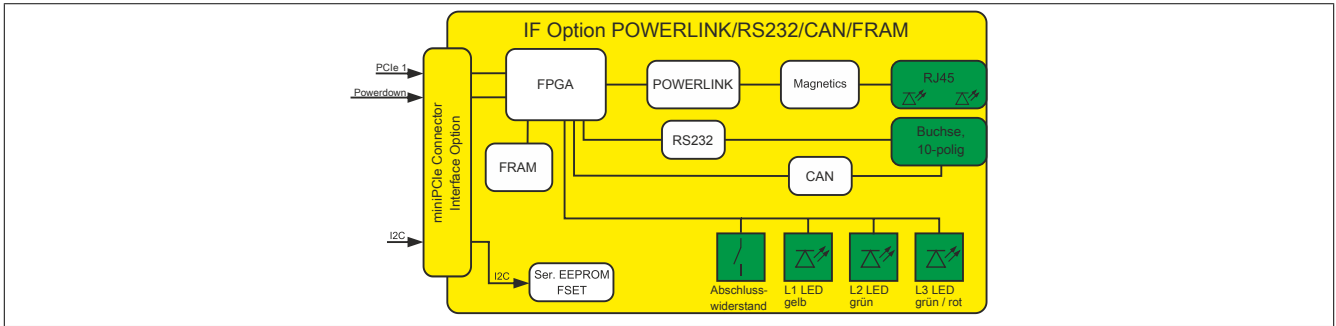 IF Option POWERLINK/RS232/CAN/FRAM
PCIe 1
Powerdown
I2C
miniPCIe Connector
Interface Option
FPGA
POWERLINK
Magnetics
RJ45
RS232
Buchse,
10-polig
FRAM
CAN
I2C
Ser. EEPROM
FSET
Abschluss-
widerstand
L1 LED
gelb
L2 LED
grün
L3 LED
grün / rot